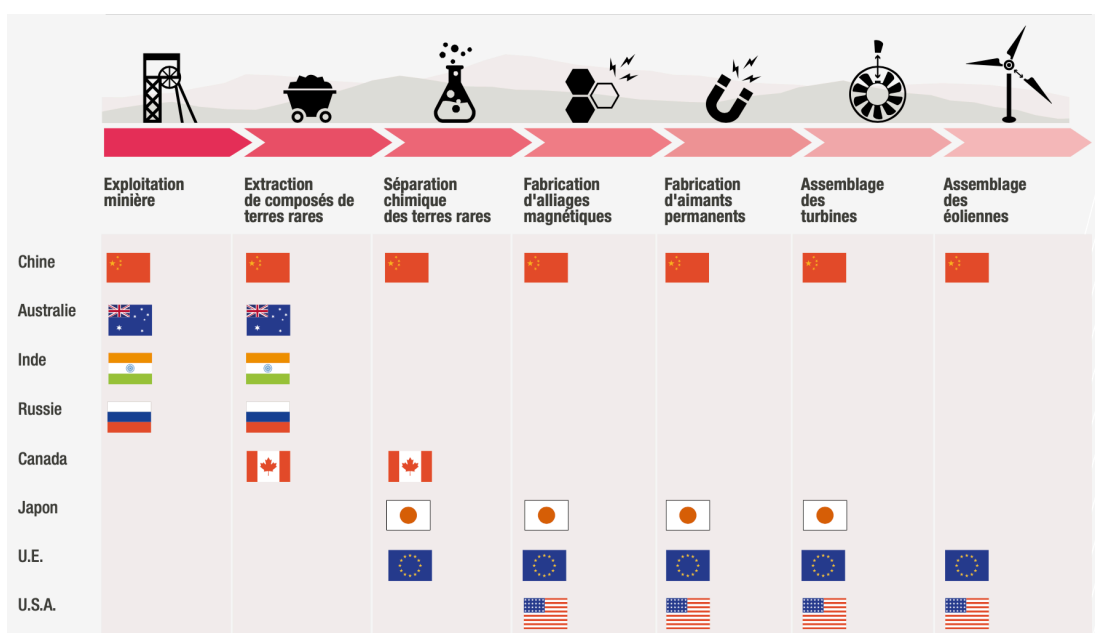 Exploitation
minière
Extraction
de composés de
terres rares
Séparation
chimique
des terres rares
Fabrication
d'alliages
magnétiques
Fabrication
d'aimants
permanents
Assemblage
des
turbines
Assemblage
des
éoliennes
Chine
Australie
Inde
Russie
Canada
Japon
U.E.
U.S.A.